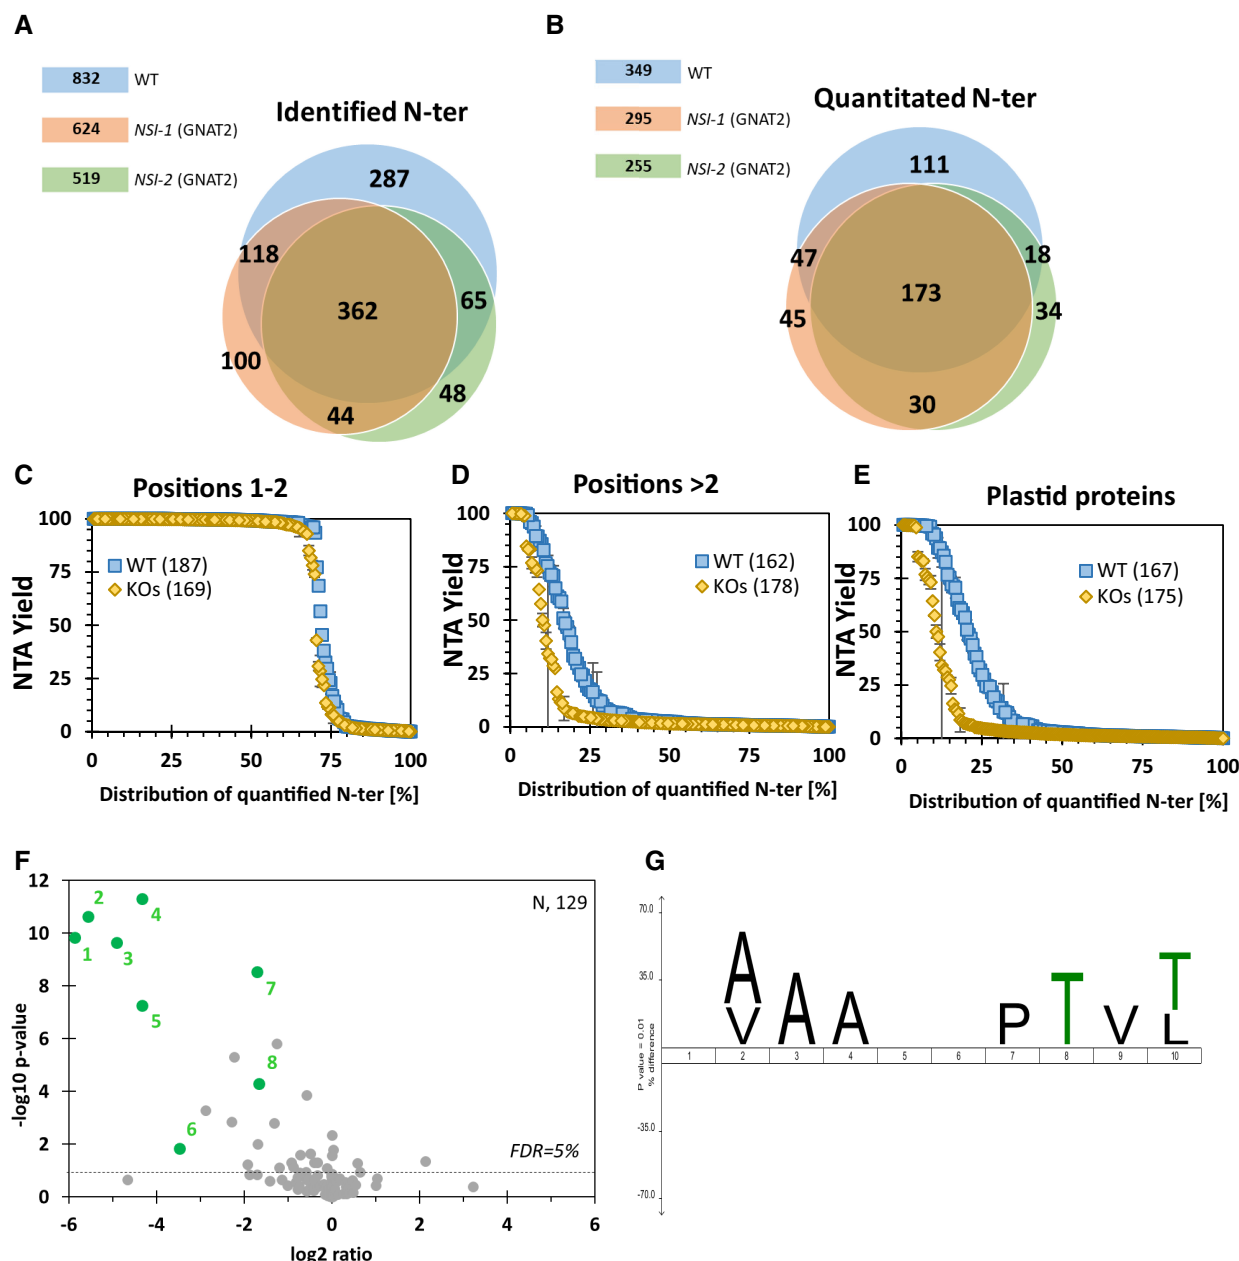 A
832 WT
624 NSI-1 (GNAT2)
519 NSI-2 (GNAT2)
Identified N-ter
287
118
362
65
100
48
44
B
349 WT
295 NSI-1 (GNAT2)
255 NSI-2 (GNAT2)
Quantitated N-ter
111
47
18
173
45
34
30
C
Positions 1-2
NTA Yield
100
75
50
25
0
WT (187)
KOs (169)
0 25 50 75 100
Distribution of quantified N-ter [%]
D
Positions >2
NTA Yield
100
75
50
25
0
WT (162)
KOs (178)
0 25 50 75 100
Distribution of quantified N-ter [%]
E
Plastid proteins
NTA Yield
100
75
50
25
0
WT (167)
KOs (175)
0 25 50 75 100
Distribution of quantified N-ter [%]
F
-log10 p-value
12
10
8
6
4
2
0
N, 129
2
4
1
3
7
5
8
6
FDR=5%
-6 -4 -2 0 2 4 6
log2 ratio
G
P value = 0.01
% difference
70.0
35.0
-35.0
-70.0
A T
V A A P T V L
1 2 3 4 5 6 7 8 9 10